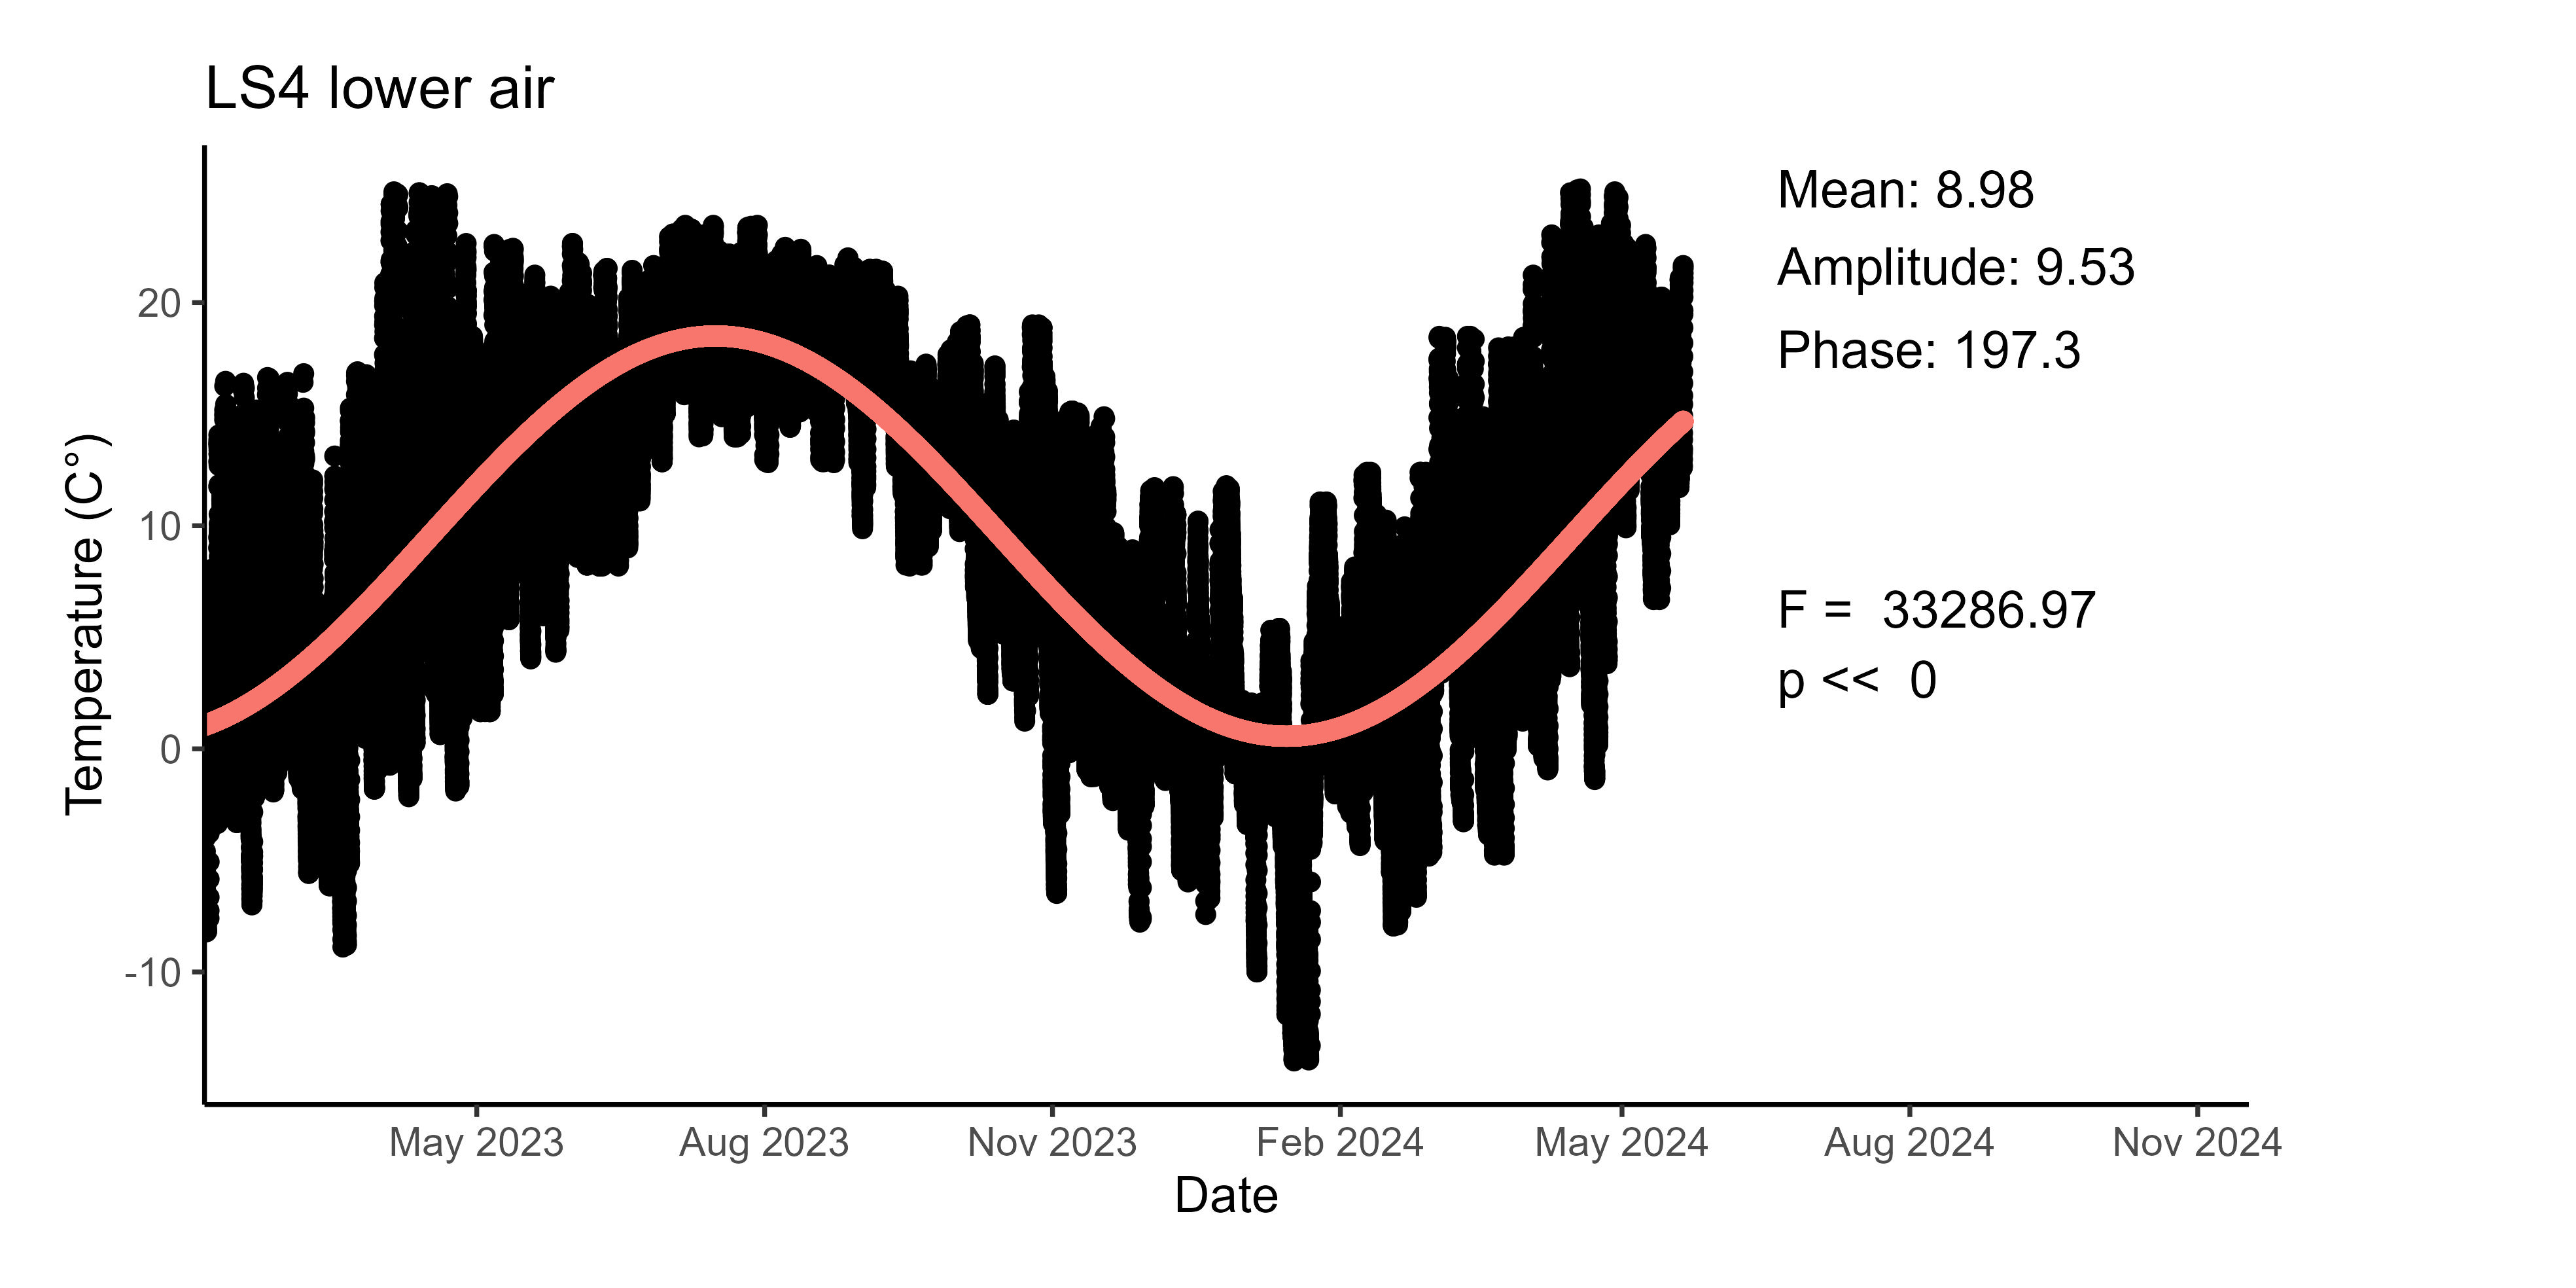 LS4 lower air
Mean: 8.98
Amplitude: 9.53
Phase: 197.3
F =  33286.97
p <<  0
Temperature (C°)
20
10
0
-10
May 2023
Aug 2023
Nov 2023
Feb 2024
May 2024
Aug 2024
Nov 2024
Date